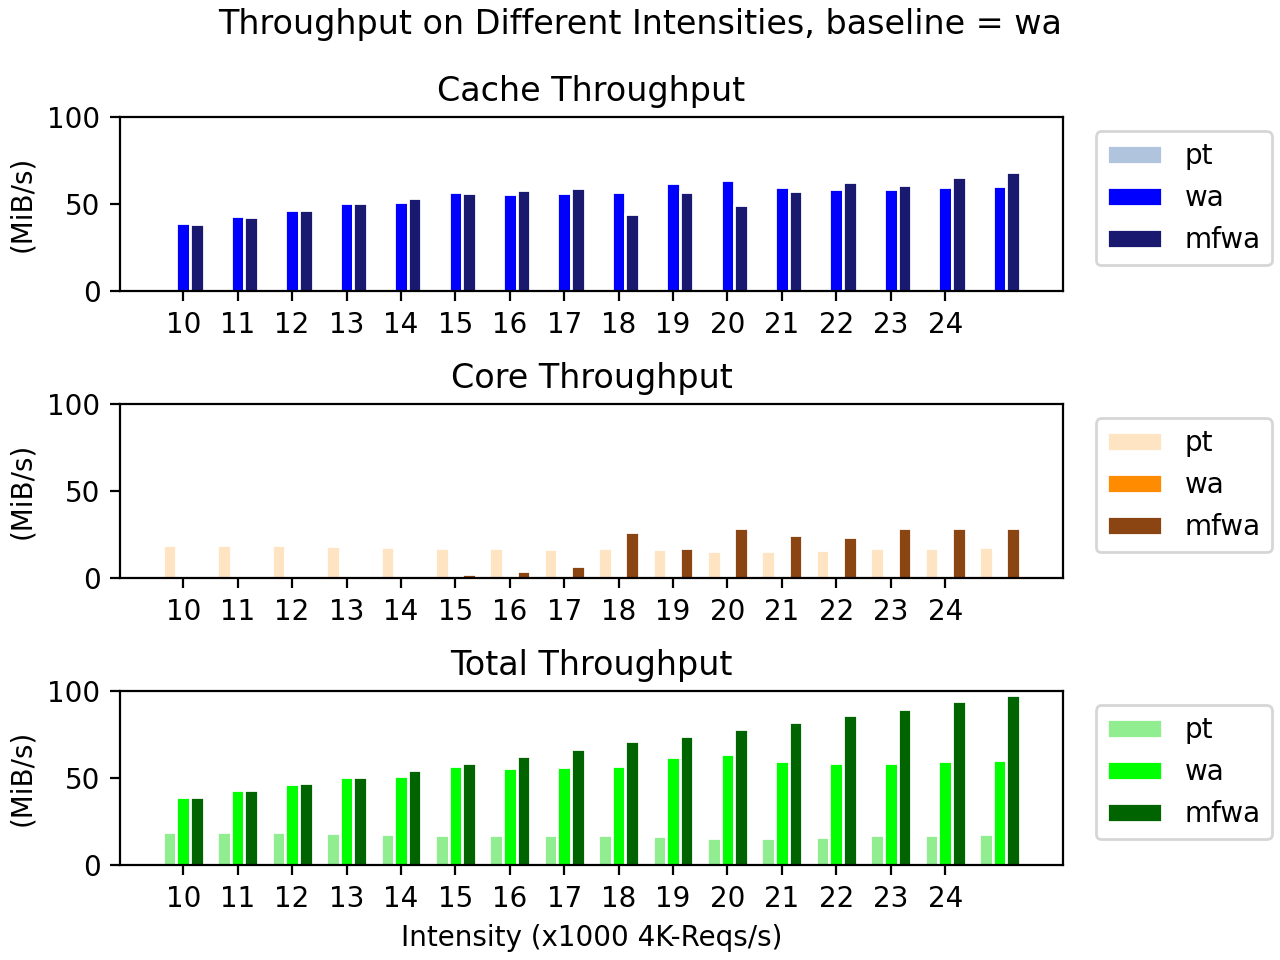 Throughput on Different Intensities, baseline = wa
Cache Throughput
100
50
0
(MiB/s)
10 11 12 13 14 15 16 17 18 19 20 21 22 23 24
pt
wa
mfwa
Core Throughput
100
50
0
(MiB/s)
10 11 12 13 14 15 16 17 18 19 20 21 22 23 24
pt
wa
mfwa
Total Throughput
100
50
0
(MiB/s)
10 11 12 13 14 15 16 17 18 19 20 21 22 23 24
Intensity (x1000 4K-Reqs/s)
pt
wa
mfwa